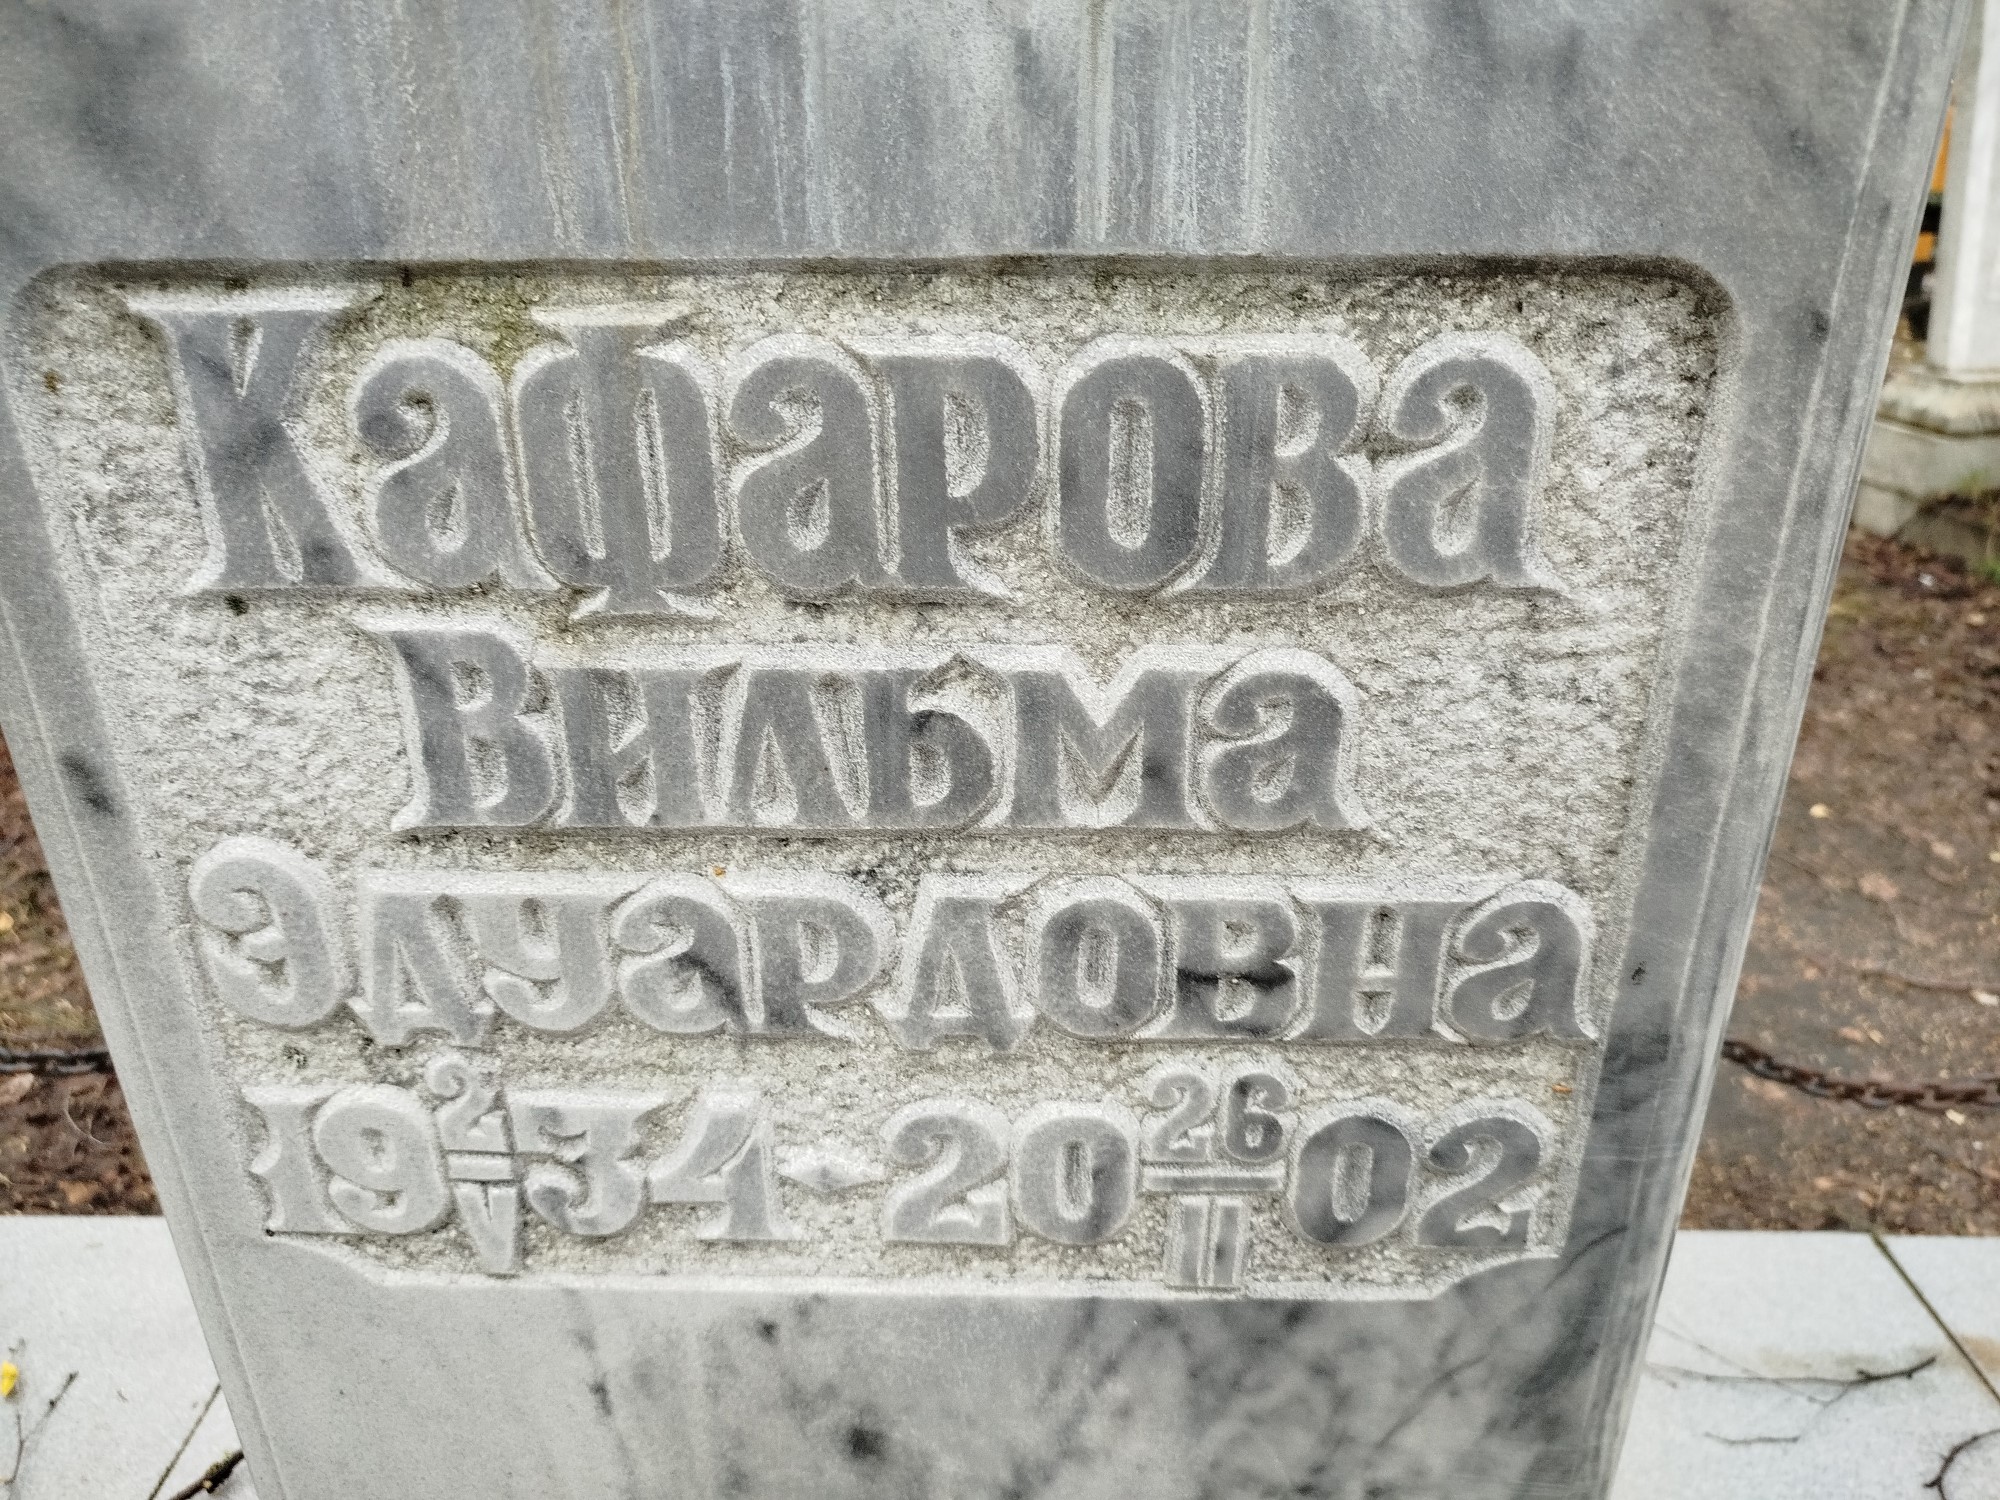 Кафарова
Вильма
Эдуардовна
19 2/V 34 - 20 26/II 02